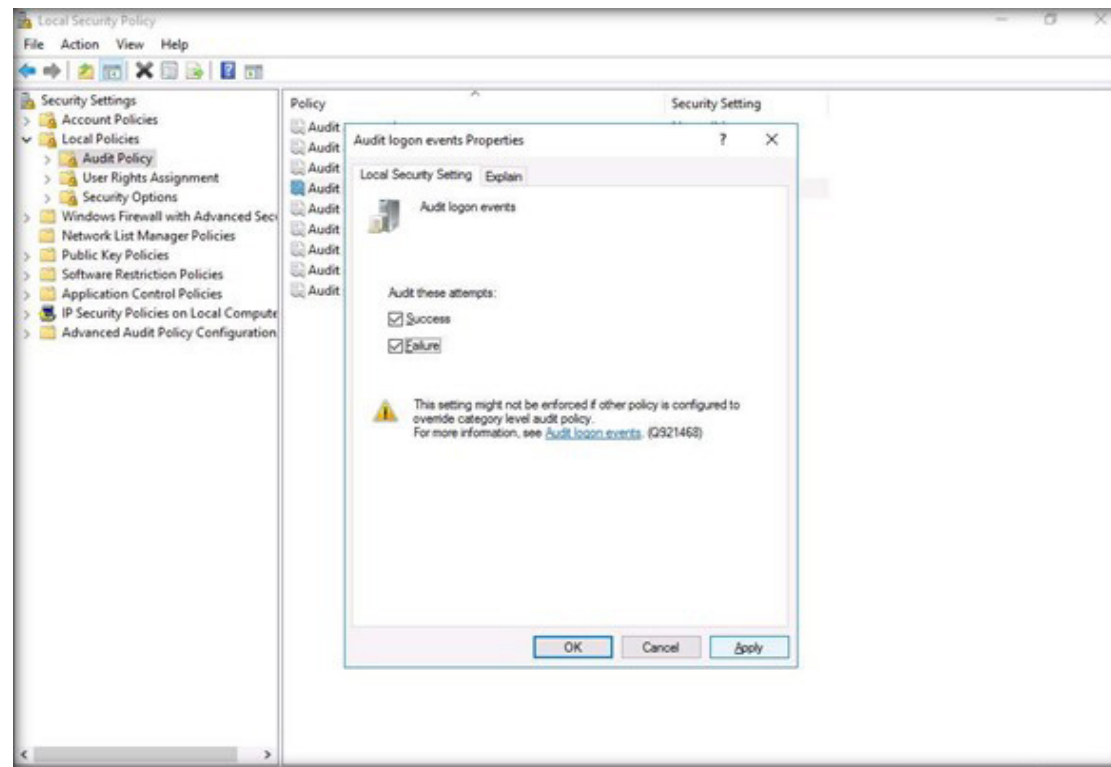 Local Security Policy
File Action View Help
Security Settings
Account Policies
Local Policies
Audit Policy
User Rights Assignment
Security Options
Windows Firewall with Advanced Secu
Network List Manager Policies
Public Key Policies
Software Restriction Policies
Application Control Policies
IP Security Policies on Local Compute
Advanced Audit Policy Configuration
Policy Security Setting
Audit
Audit
Audit
Audit
Audit
Audit
Audit
Audit
Audit
Audit logon events Properties ?
Local Security Setting Explain
Audit logon events
Audit these attempts:
Success
Failure
This setting might not be enforced if other policy is configured to
override category level audit policy.
For more information, see Audit logon events. (Q921468)
OK Cancel Apply